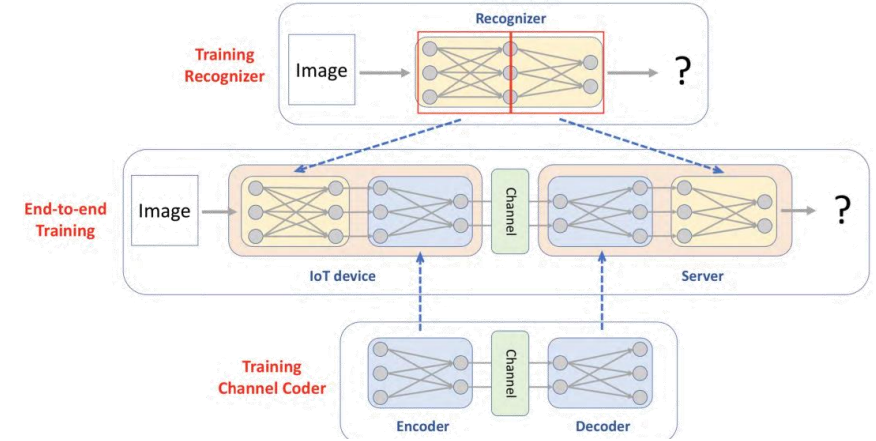 Recognizer
Training
Recognizer
Image
?
End-to-end
Training
Image
Channel
?
IoT device
Server
Training
Channel Coder
Channel
Encoder
Decoder